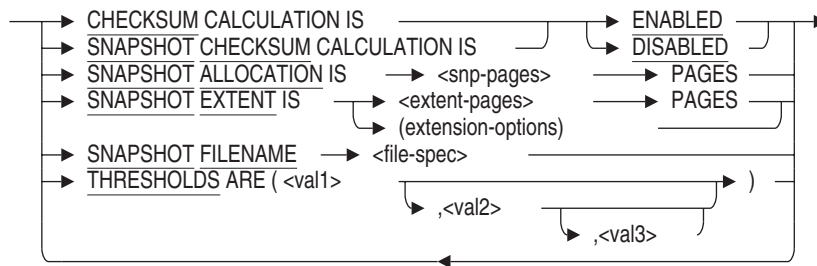 CHECKSUM CALCULATION IS ENABLED
SNAPSHOT CHECKSUM CALCULATION IS DISABLED
SNAPSHOT ALLOCATION IS <snp-pages> PAGES
SNAPSHOT EXTENT IS <extent-pages> PAGES
(extension-options)
SNAPSHOT FILENAME <file-spec>
THRESHOLDS ARE ( <val1> )
,<val2>
,<val3>